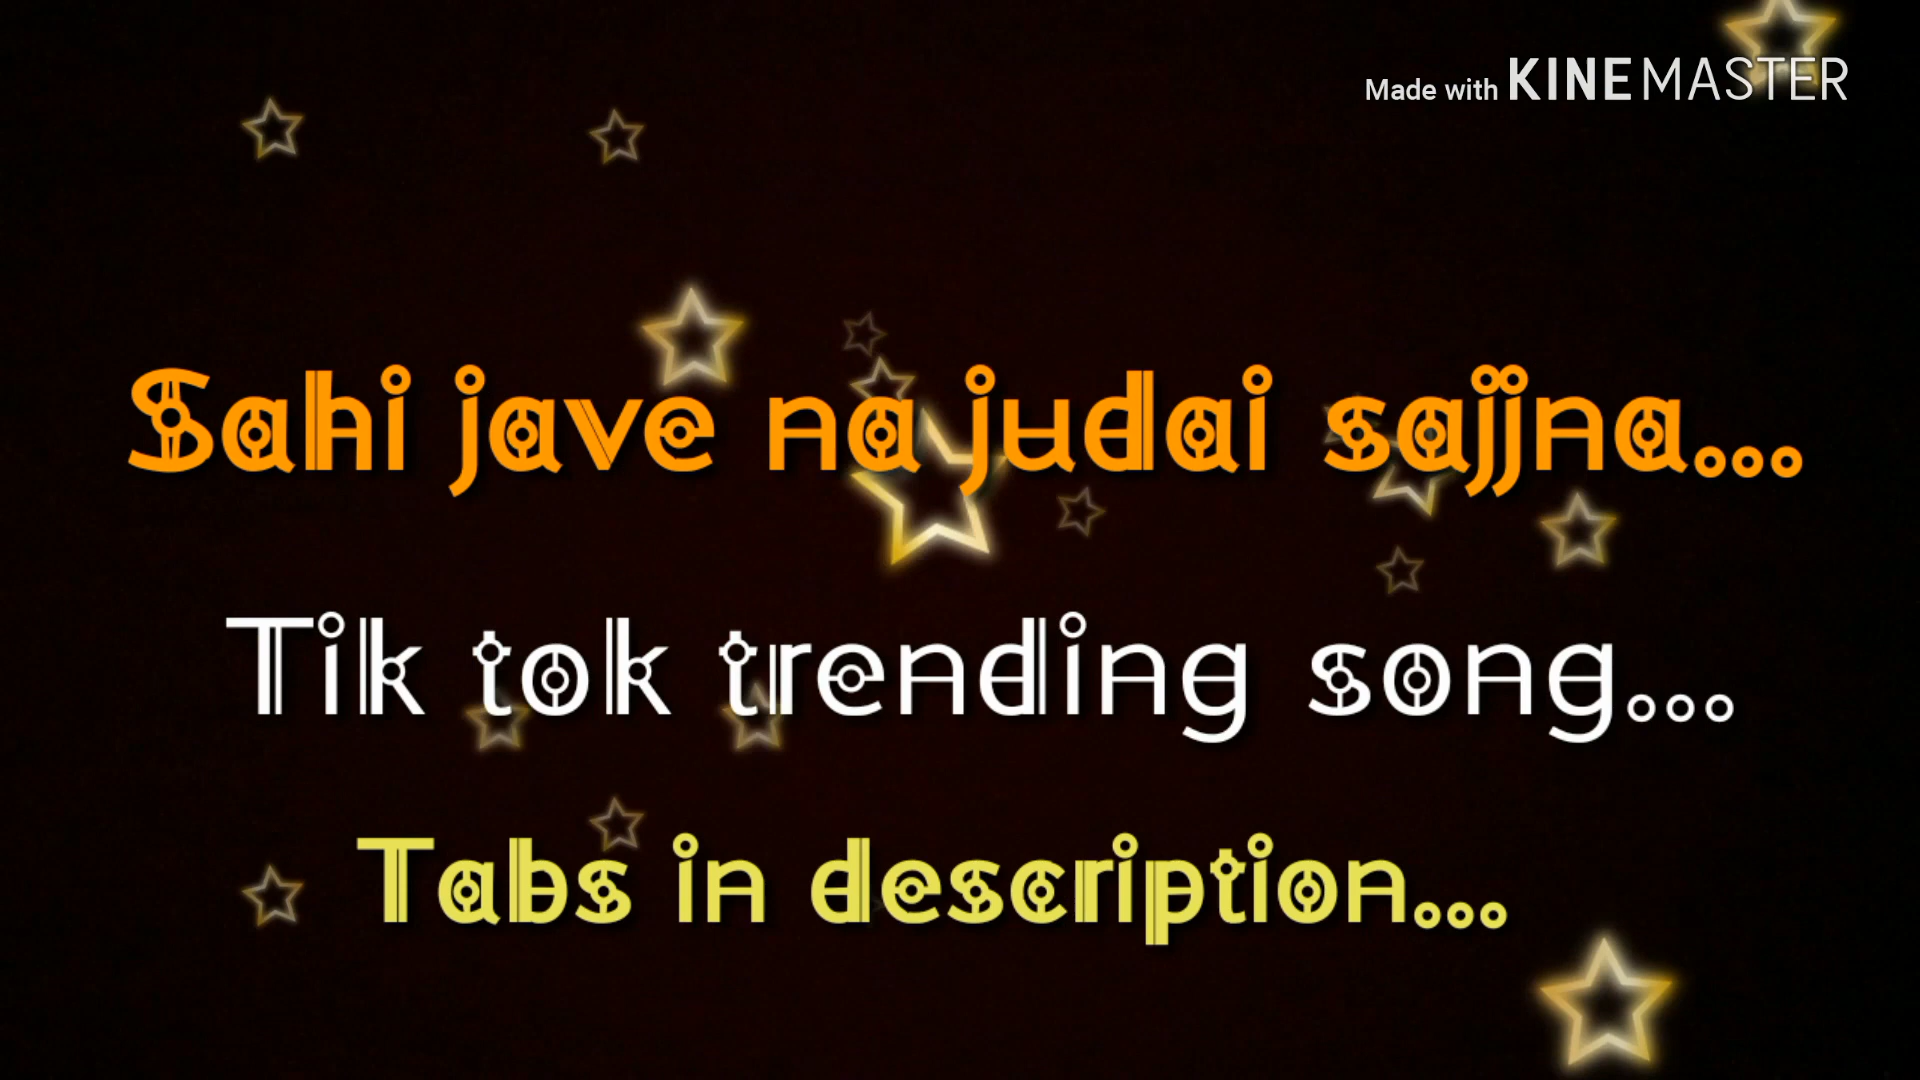 Made with KINEMASTER
Sahi jave na judai sajjna...
Tik tok trending song...
Tabs in description...